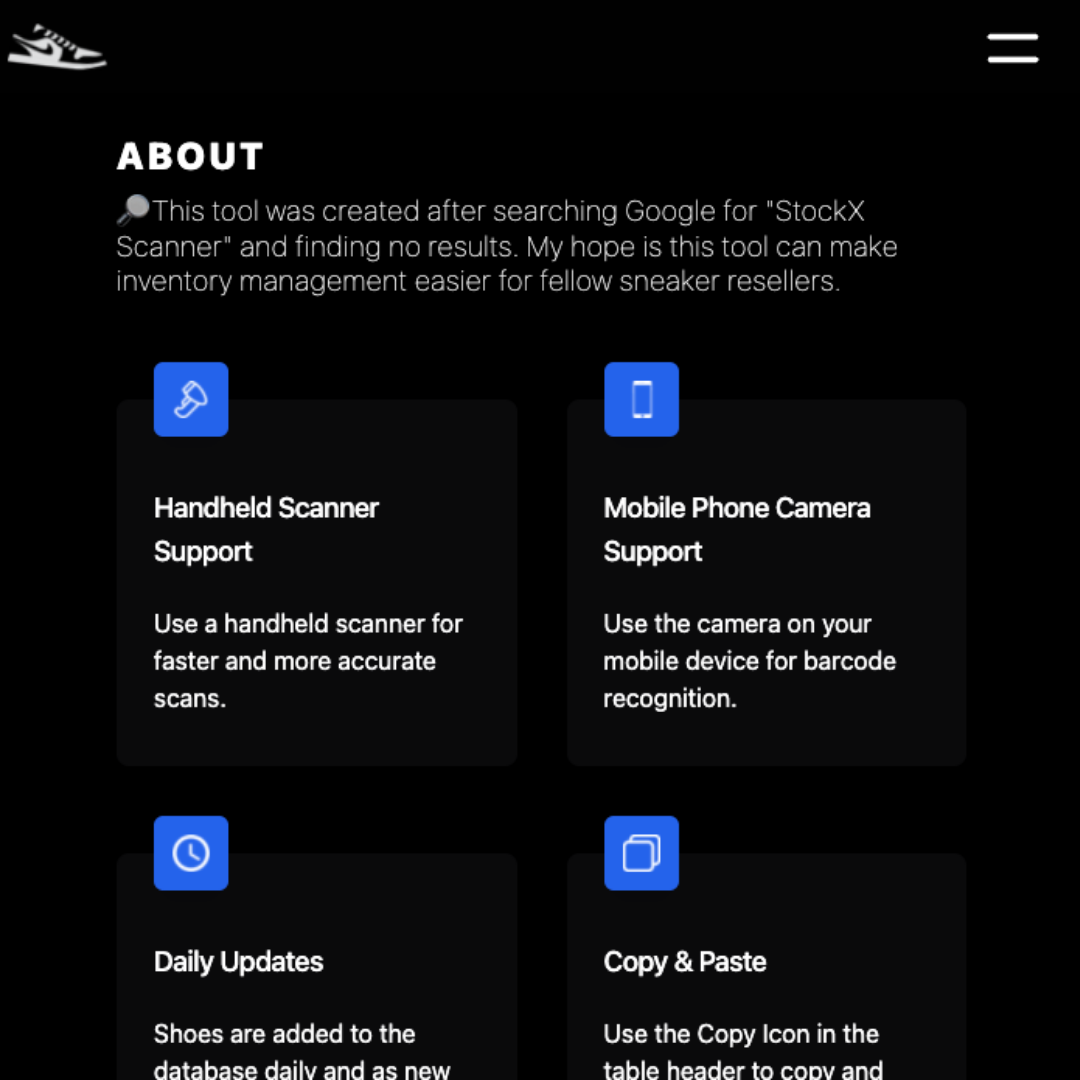 ABOUT
🔎This tool was created after searching Google for "StockX
Scanner" and finding no results. My hope is this tool can make
inventory management easier for fellow sneaker resellers.
Handheld Scanner
Support
Use a handheld scanner for
faster and more accurate
scans.
Mobile Phone Camera
Support
Use the camera on your
mobile device for barcode
recognition.
Daily Updates
Shoes are added to the
database daily and as new
Copy & Paste
Use the Copy Icon in the
table header to copy and